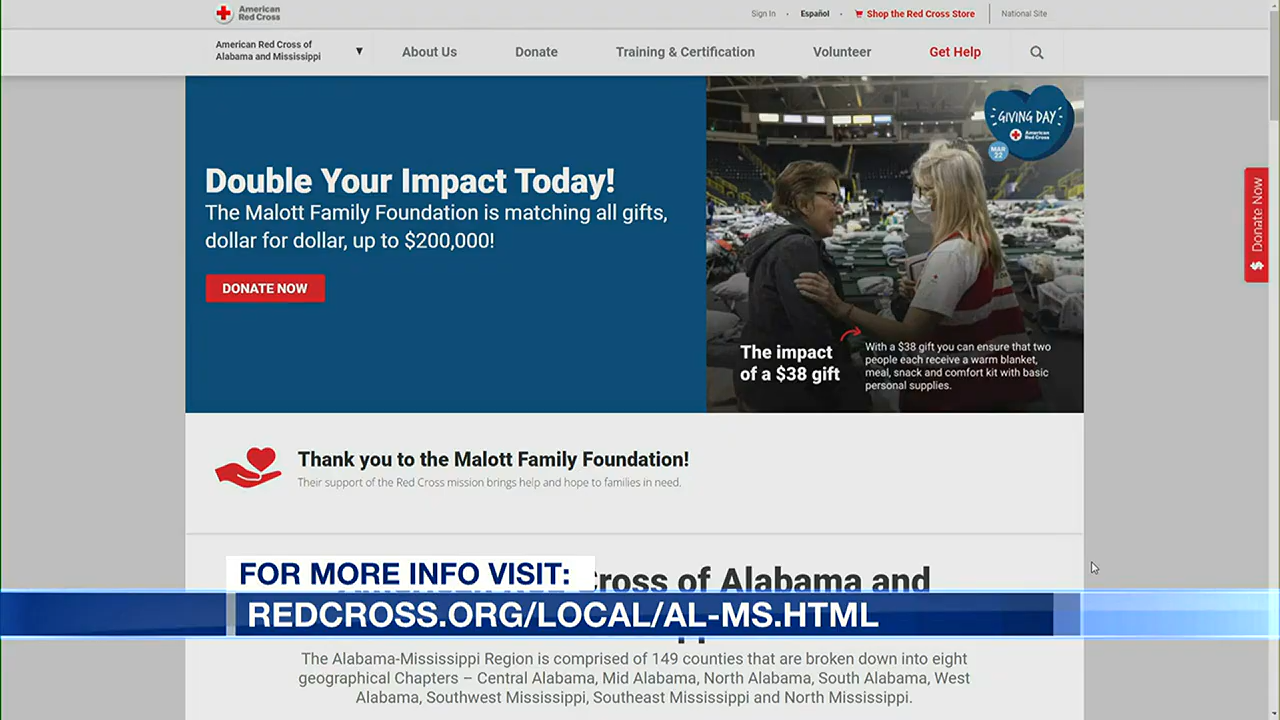 American
Red Cross
Sign In
Español
Shop the Red Cross Store
National Site
American Red Cross of
Alabama and Mississippi
About Us
Donate
Training & Certification
Volunteer
Get Help
Double Your Impact Today!
The Malott Family Foundation is matching all gifts,
dollar for dollar, up to $200,000!
DONATE NOW
GIVING DAY
American
Red Cross
MAR
22
The impact
of a $38 gift
With a $38 gift you can ensure that two
people each receive a warm blanket,
meal, snack and comfort kit with basic
personal supplies.
$ Donate Now
Thank you to the Malott Family Foundation!
Their support of the Red Cross mission brings help and hope to families in need.
FOR MORE INFO VISIT:
Cross of Alabama and
REDCROSS.ORG/LOCAL/AL-MS.HTML
The Alabama-Mississippi Region is comprised of 149 counties that are broken down into eight
geographical Chapters – Central Alabama, Mid Alabama, North Alabama, South Alabama, West
Alabama, Southwest Mississippi, Southeast Mississippi and North Mississippi.